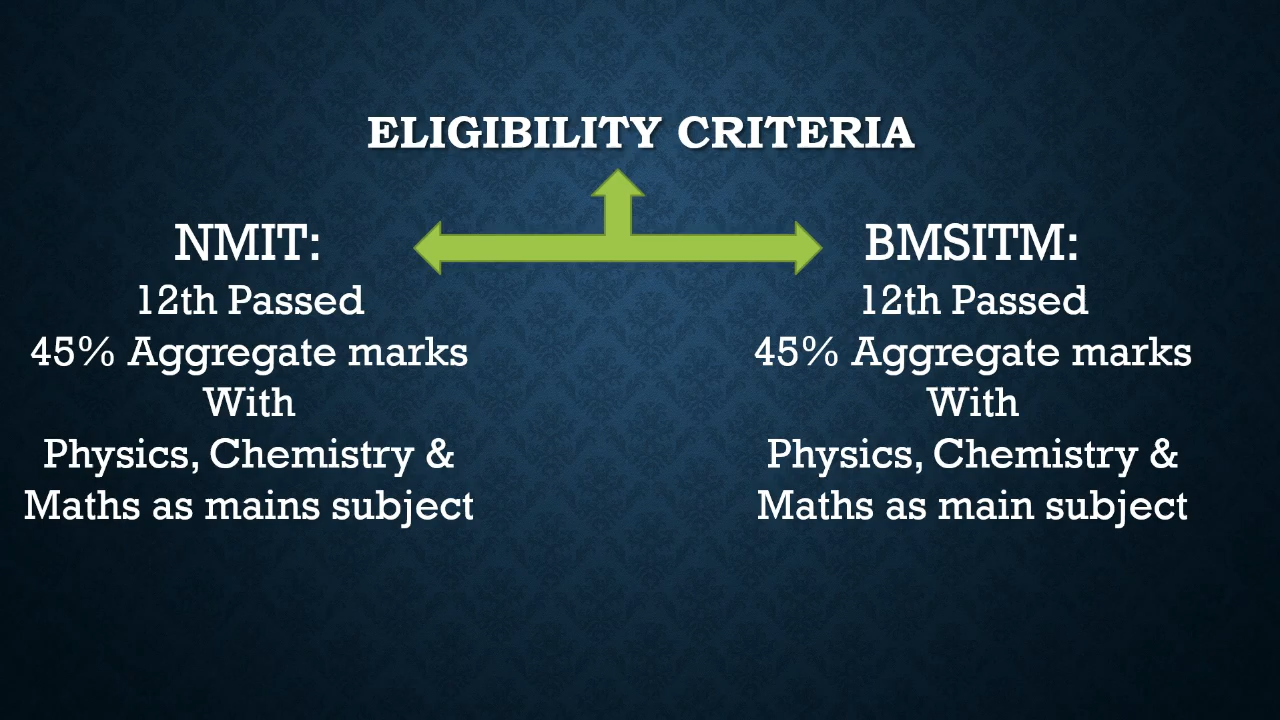 ELIGIBILITY CRITERIA
NMIT:
12th Passed
45% Aggregate marks
With
Physics, Chemistry &
Maths as mains subject
BMSITM:
12th Passed
45% Aggregate marks
With
Physics, Chemistry &
Maths as main subject